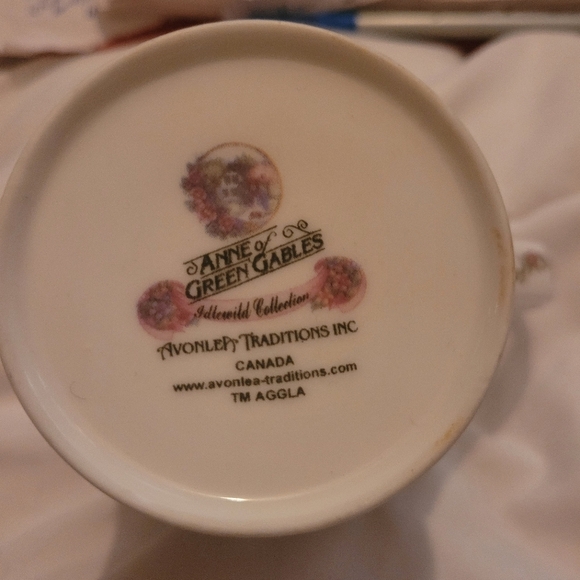 ANNE of
GREEN GABLES
Idlewild Collection
AVONLEA TRADITIONS INC
CANADA
www.avonlea-traditions.com
TM AGGLA